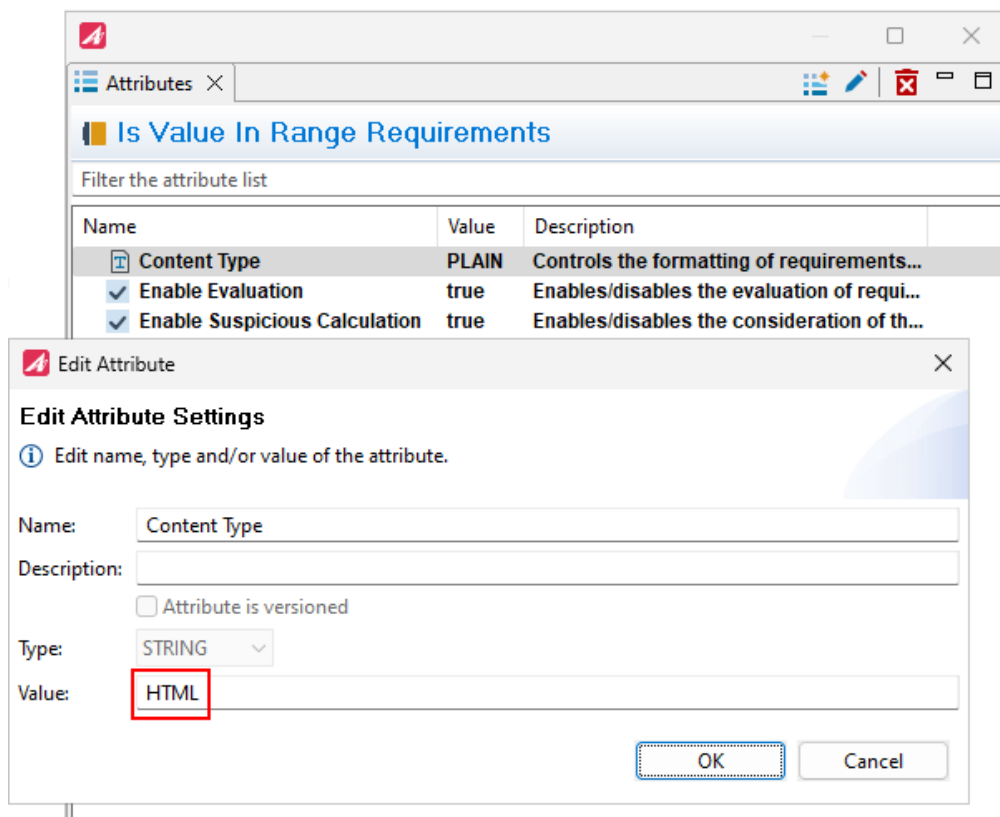 Attributes
Is Value In Range Requirements
Filter the attribute list
Name Value Description
Content Type PLAIN Controls the formatting of requirements...
Enable Evaluation true Enables/disables the evaluation of requi...
Enable Suspicious Calculation true Enables/disables the consideration of th...
Edit Attribute
Edit Attribute Settings
Edit name, type and/or value of the attribute.
Name: Content Type
Description:
Attribute is versioned
Type: STRING
Value: HTML
OK Cancel